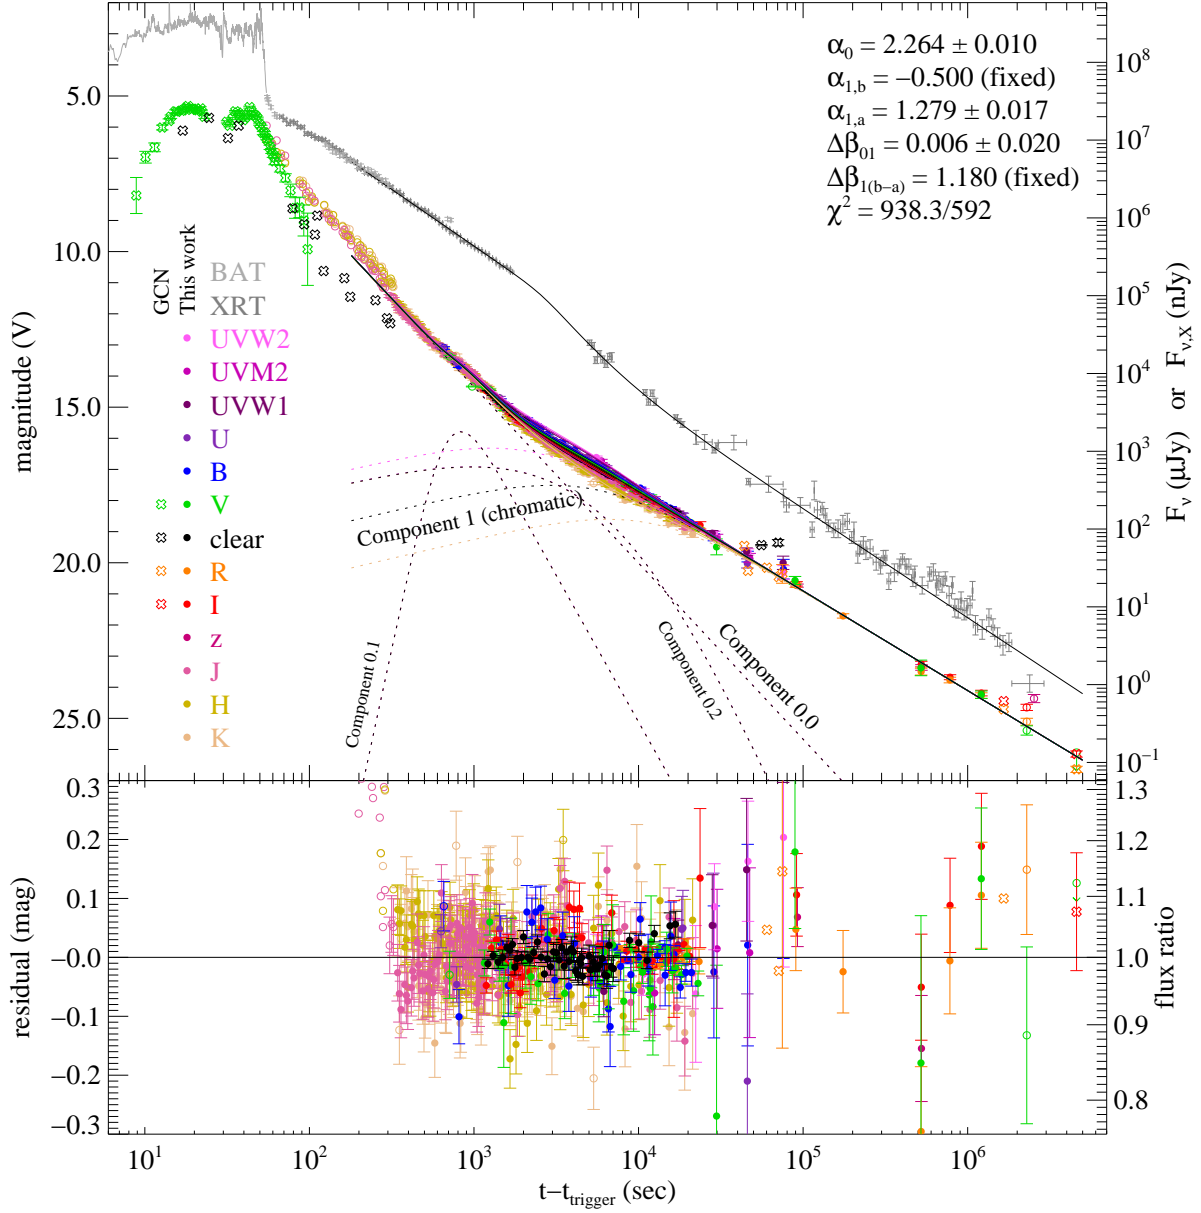 α0 = 2.264 ± 0.010
α1,b = −0.500 (fixed)
α1,a = 1.279 ± 0.017
Δβ01 = 0.006 ± 0.020
Δβ1(b−a) = 1.180 (fixed)
χ2 = 938.3/592
magnitude (V)
5.0
10.0
15.0
20.0
25.0
GCN
This work
BAT
XRT
UVW2
UVM2
UVW1
U
B
V
clear
R
I
z
J
H
K
Component 1 (chromatic)
Component 0.1
Component 0.2
Component 0.0
10^8
10^7
10^6
10^5
10^4
10^3
10^2
10^1
10^0
10^−1
Fν (μJy) or Fν,X (nJy)
residual (mag)
0.3
0.2
0.1
−0.0
−0.1
−0.2
−0.3
1.3
1.2
1.1
1.0
0.9
0.8
flux ratio
10^1
10^2
10^3
10^4
10^5
10^6
t−ttrigger (sec)